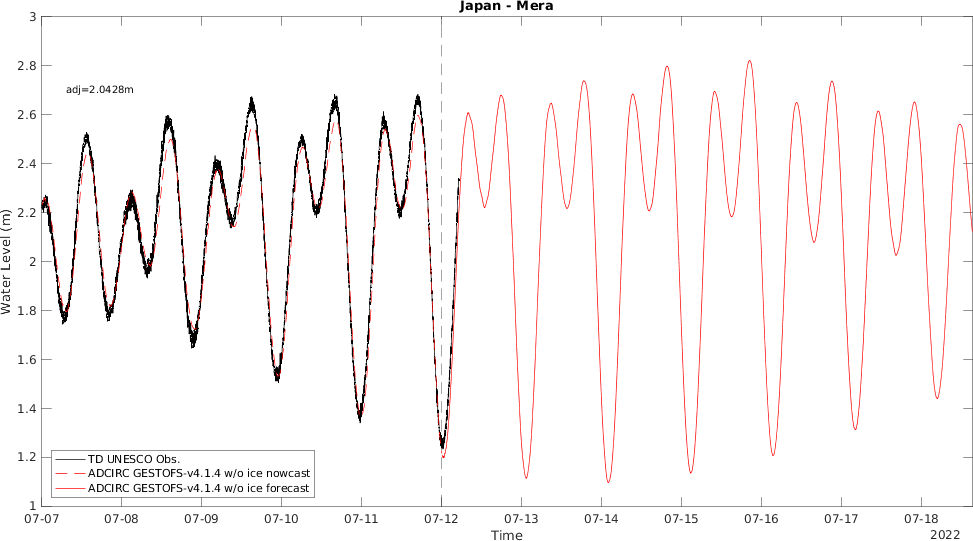 Japan - Mera
3
2.8
2.6
2.4
2.2
2
1.8
1.6
1.4
1.2
1
Water Level (m)
adj=2.0428m
TD UNESCO Obs.
ADCIRC GESTOFS-v4.1.4 w/o ice nowcast
ADCIRC GESTOFS-v4.1.4 w/o ice forecast
07-07 07-08 07-09 07-10 07-11 07-12 07-13 07-14 07-15 07-16 07-17 07-18
Time
2022